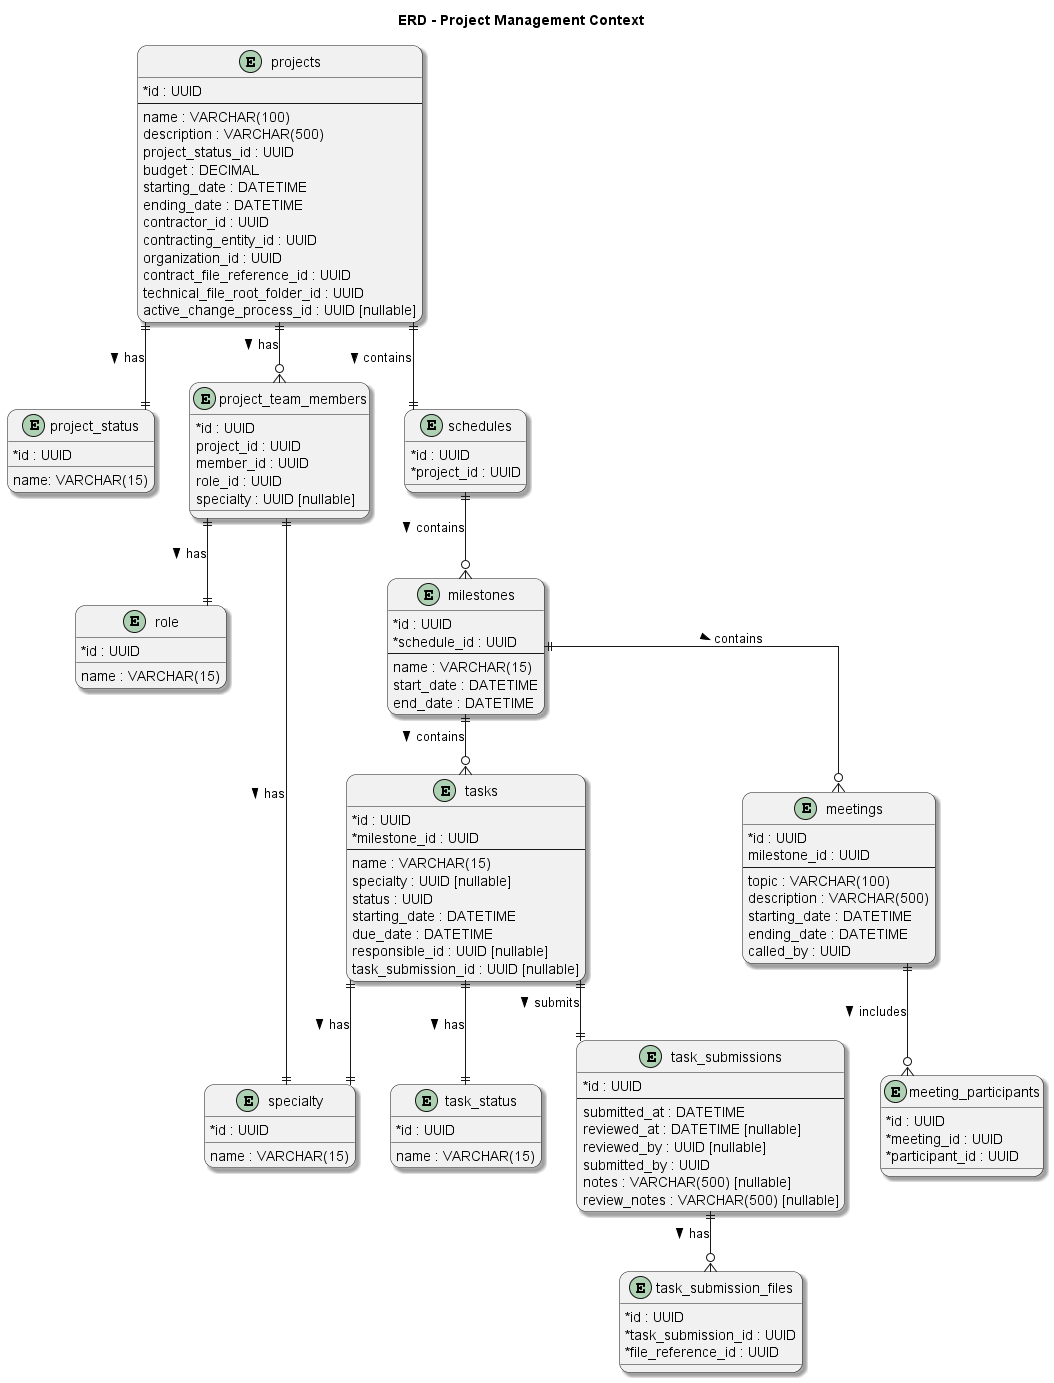 ERD - Project Management Context
E projects
*id : UUID
name : VARCHAR(100)
description : VARCHAR(500)
project_status_id : UUID
budget : DECIMAL
starting_date : DATETIME
ending_date : DATETIME
contractor_id : UUID
contracting_entity_id : UUID
organization_id : UUID
contract_file_reference_id : UUID
technical_file_root_folder_id : UUID
active_change_process_id : UUID [nullable]
has
has
contains
E project_status
*id : UUID
name: VARCHAR(15)
E project_team_members
*id : UUID
project_id : UUID
member_id : UUID
role_id : UUID
specialty : UUID [nullable]
E schedules
*id : UUID
*project_id : UUID
has
contains
E role
*id : UUID
name : VARCHAR(15)
E milestones
*id : UUID
*schedule_id : UUID
name : VARCHAR(15)
start_date : DATETIME
end_date : DATETIME
contains
contains
has
E tasks
*id : UUID
*milestone_id : UUID
name : VARCHAR(15)
specialty : UUID [nullable]
status : UUID
starting_date : DATETIME
due_date : DATETIME
responsible_id : UUID [nullable]
task_submission_id : UUID [nullable]
E meetings
*id : UUID
milestone_id : UUID
topic : VARCHAR(100)
description : VARCHAR(500)
starting_date : DATETIME
ending_date : DATETIME
called_by : UUID
has
has
submits
includes
E specialty
*id : UUID
name : VARCHAR(15)
E task_status
*id : UUID
name : VARCHAR(15)
E task_submissions
*id : UUID
submitted_at : DATETIME
reviewed_at : DATETIME [nullable]
reviewed_by : UUID [nullable]
submitted_by : UUID
notes : VARCHAR(500) [nullable]
review_notes : VARCHAR(500) [nullable]
E meeting_participants
*id : UUID
*meeting_id : UUID
*participant_id : UUID
has
E task_submission_files
*id : UUID
*task_submission_id : UUID
*file_reference_id : UUID